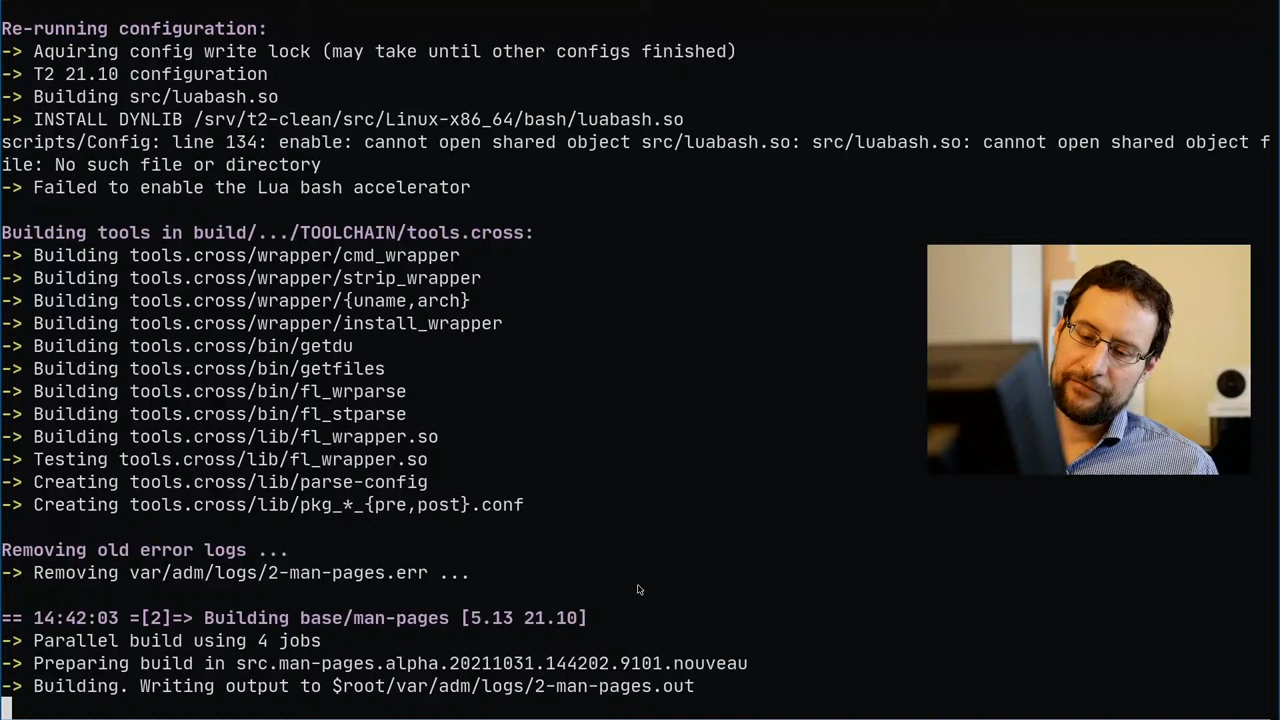 Re-running configuration:
-> Aquiring config write lock (may take until other configs finished)
-> T2 21.10 configuration
-> Building src/luabash.so
-> INSTALL DYNLIB /srv/t2-clean/src/Linux-x86_64/bash/luabash.so
scripts/Config: line 134: enable: cannot open shared object src/luabash.so: src/luabash.so: cannot open shared object f
ile: No such file or directory
-> Failed to enable the Lua bash accelerator
Building tools in build/.../TOOLCHAIN/tools.cross:
-> Building tools.cross/wrapper/cmd_wrapper
-> Building tools.cross/wrapper/strip_wrapper
-> Building tools.cross/wrapper/{uname,arch}
-> Building tools.cross/wrapper/install_wrapper
-> Building tools.cross/bin/getdu
-> Building tools.cross/bin/getfiles
-> Building tools.cross/bin/fl_wrparse
-> Building tools.cross/bin/fl_stparse
-> Building tools.cross/lib/fl_wrapper.so
-> Testing tools.cross/lib/fl_wrapper.so
-> Creating tools.cross/lib/parse-config
-> Creating tools.cross/lib/pkg_*_{pre,post}.conf
Removing old error logs ...
-> Removing var/adm/logs/2-man-pages.err ...
== 14:42:03 =[2]=> Building base/man-pages [5.13 21.10]
-> Parallel build using 4 jobs
-> Preparing build in src.man-pages.alpha.20211031.144202.9101.nouveau
-> Building. Writing output to $root/var/adm/logs/2-man-pages.out